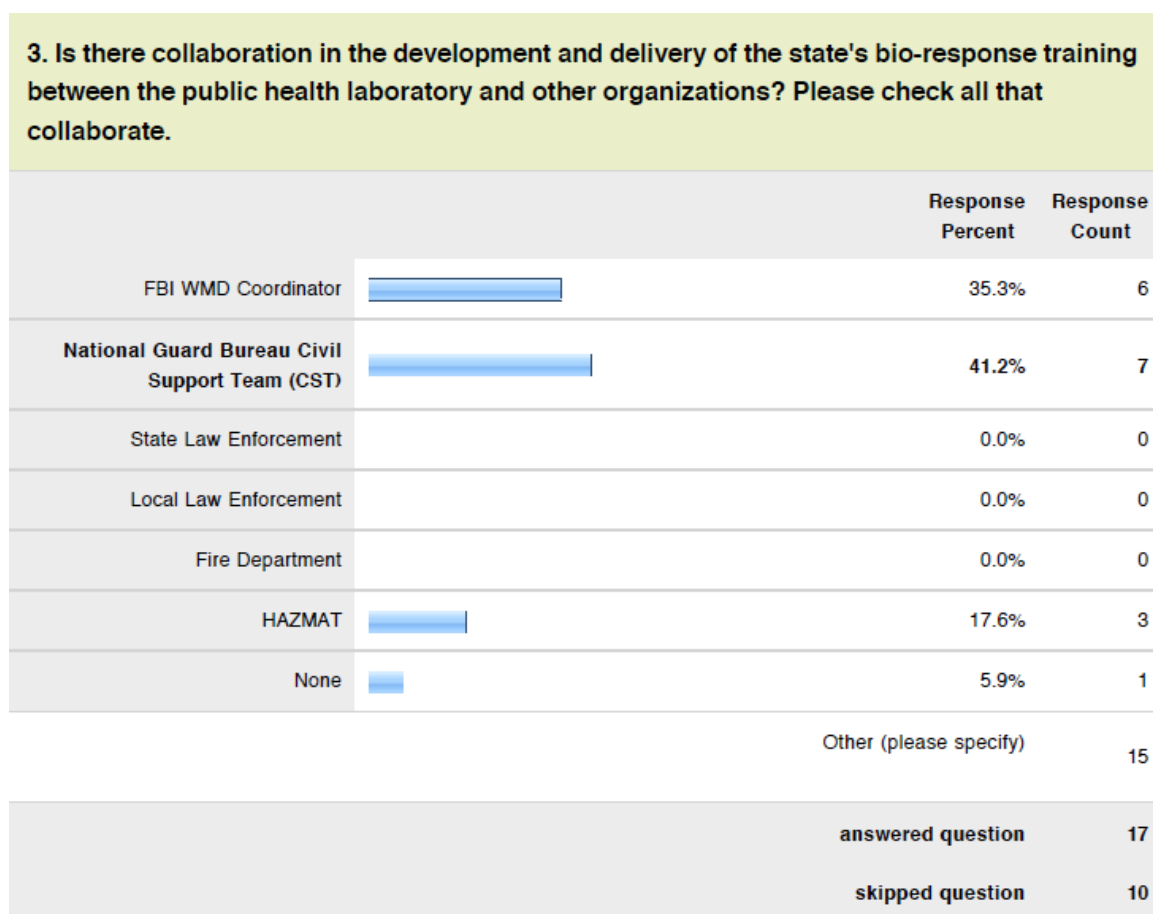 3. Is there collaboration in the development and delivery of the state's bio-response training
between the public health laboratory and other organizations? Please check all that
collaborate.
Response Response
Percent Count
FBI WMD Coordinator 35.3% 6
National Guard Bureau Civil
Support Team (CST) 41.2% 7
State Law Enforcement 0.0% 0
Local Law Enforcement 0.0% 0
Fire Department 0.0% 0
HAZMAT 17.6% 3
None 5.9% 1
Other (please specify) 15
answered question 17
skipped question 10